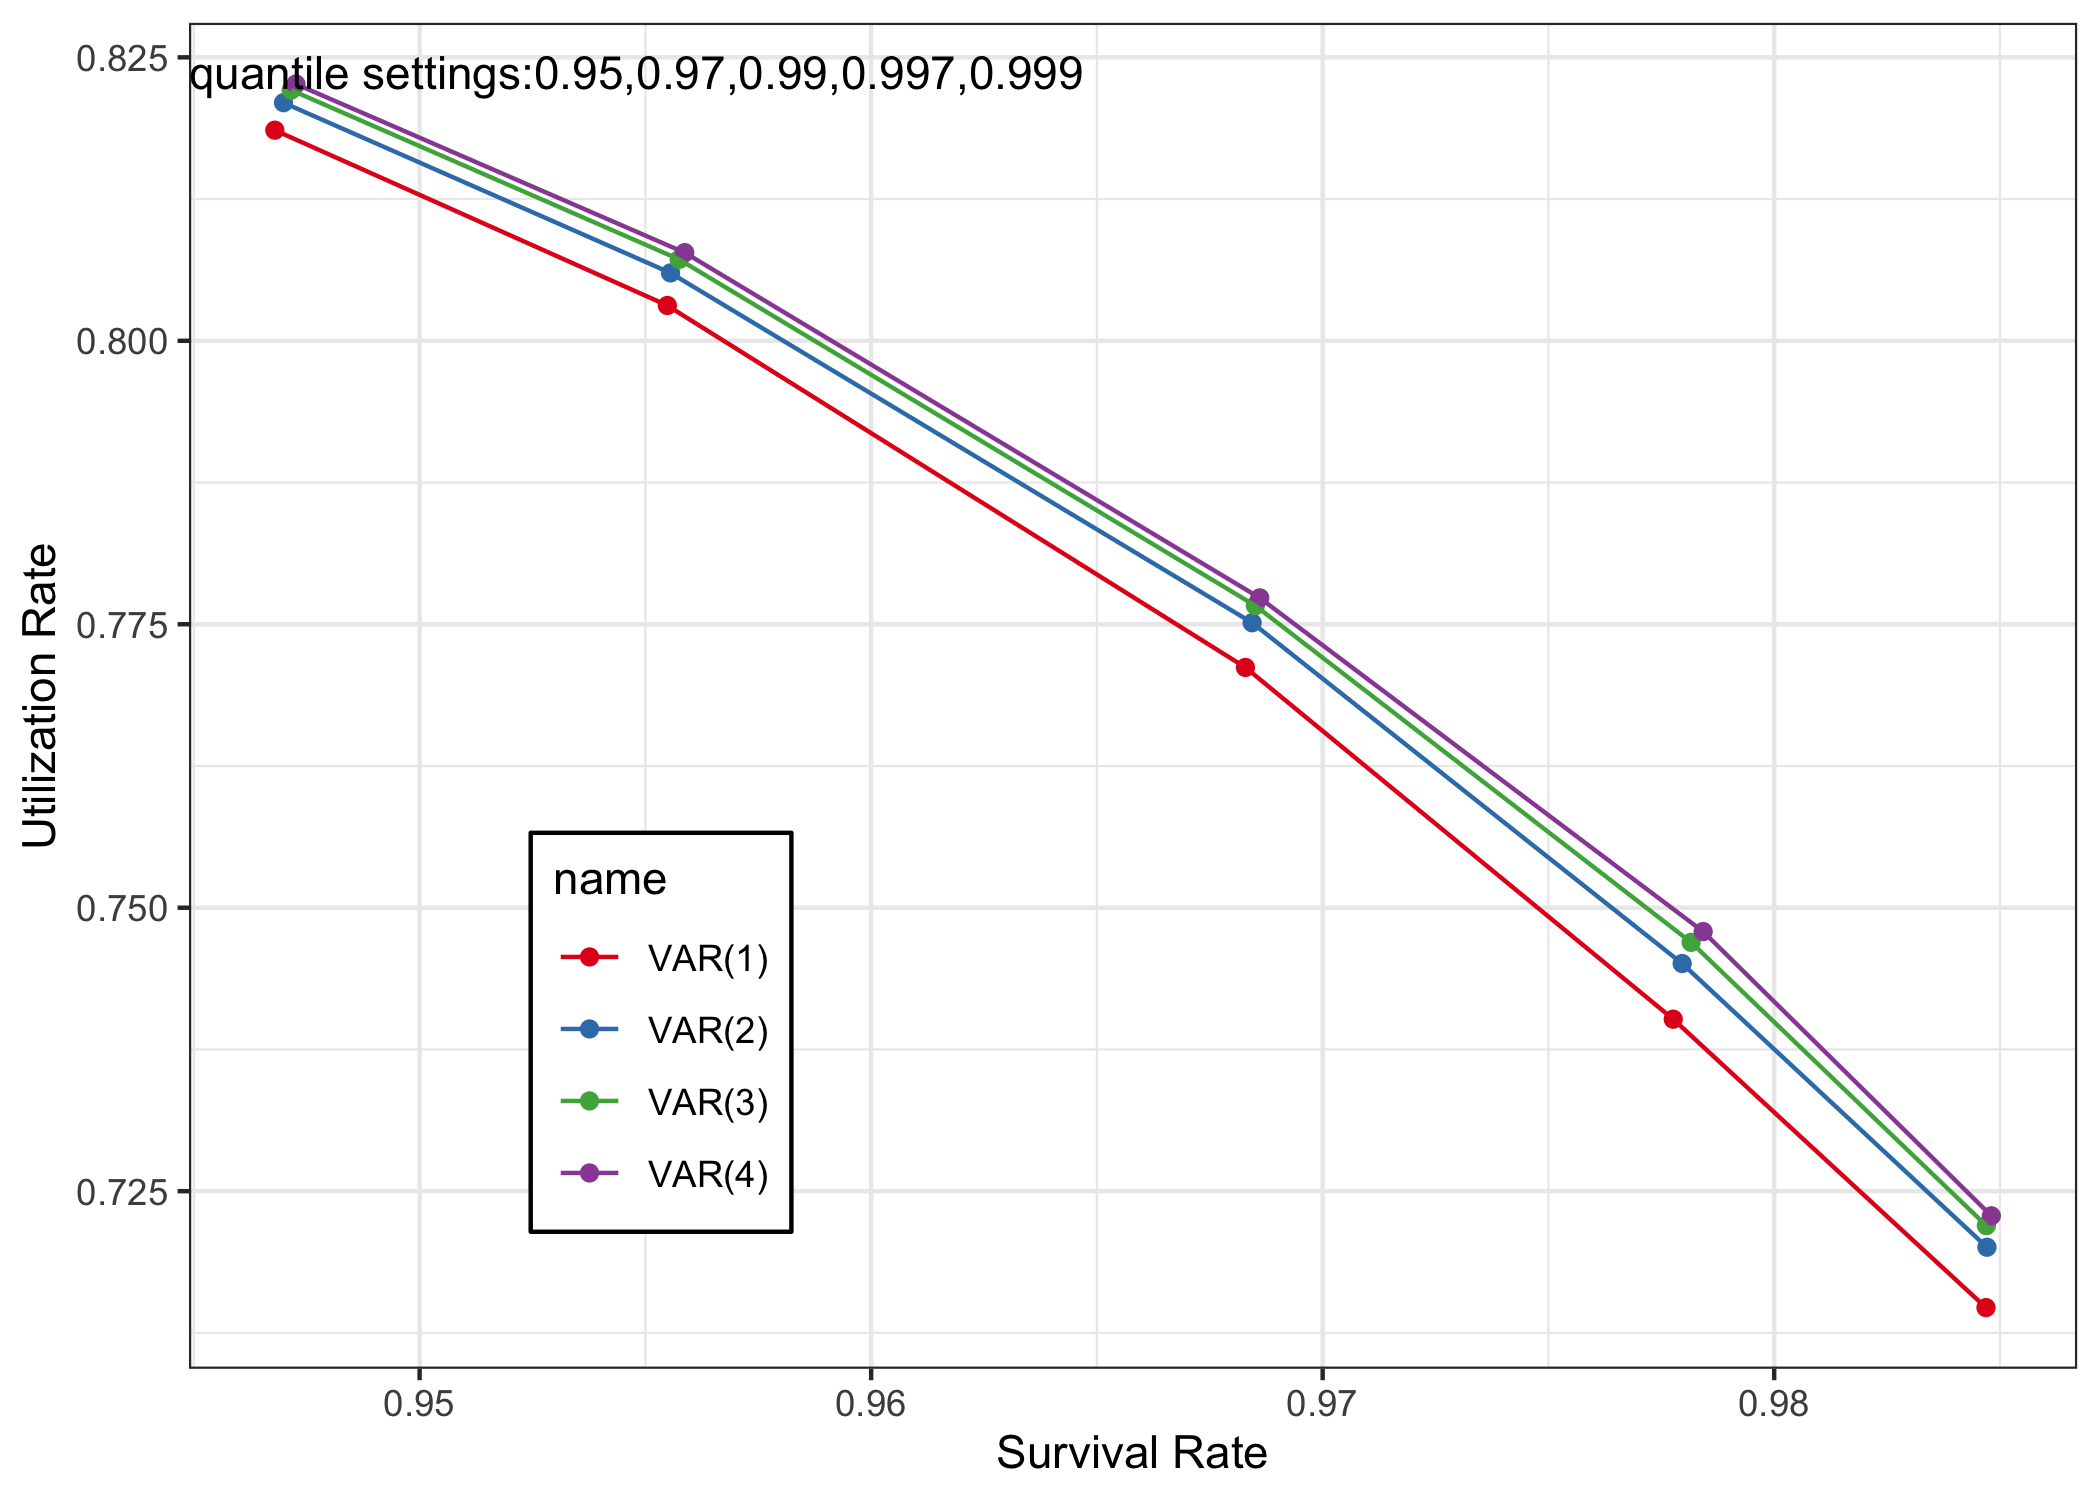 quantile settings:0.95,0.97,0.99,0.997,0.999
0.825
0.800
0.775
0.750
0.725
Utilization Rate
name
VAR(1)
VAR(2)
VAR(3)
VAR(4)
0.95 0.96 0.97 0.98
Survival Rate